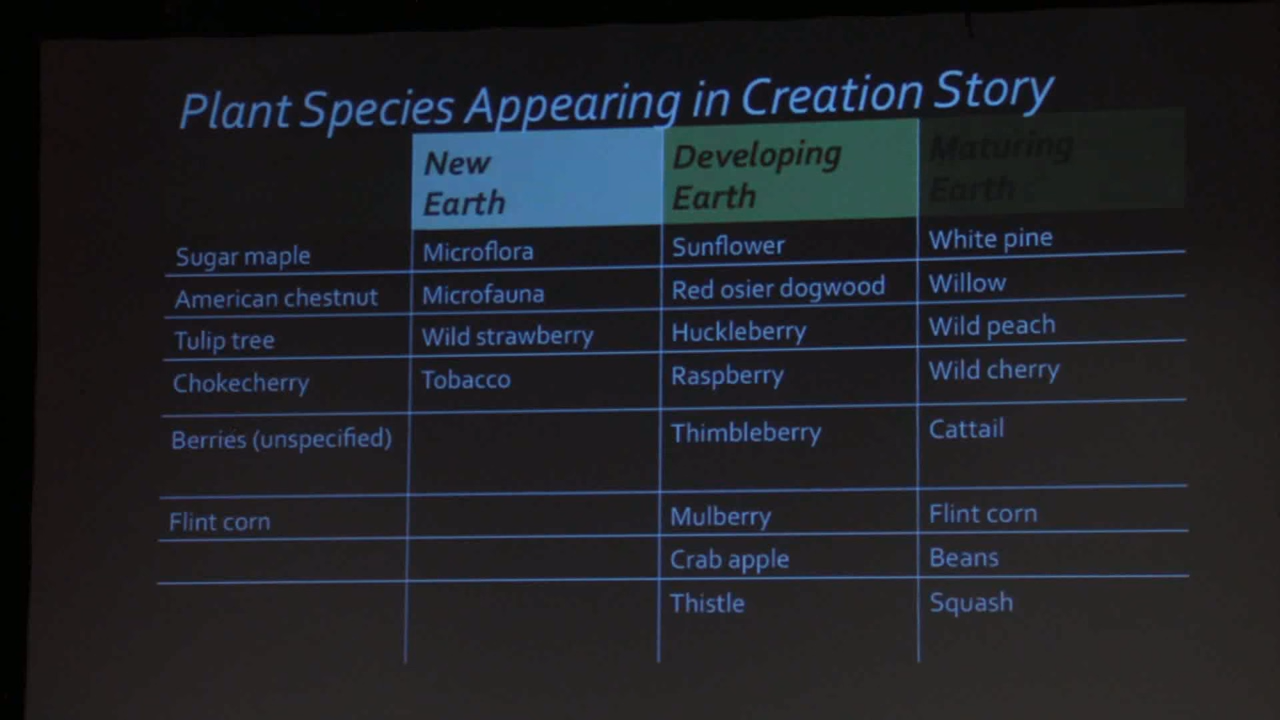 Plant Species Appearing in Creation Story
New Earth Developing Earth Maturing Earth
Sugar maple Microflora Sunflower White pine
American chestnut Microfauna Red osier dogwood Willow
Tulip tree Wild strawberry Huckleberry Wild peach
Chokecherry Tobacco Raspberry Wild cherry
Berries (unspecified) Thimbleberry Cattail
Flint corn Mulberry Flint corn
Crab apple Beans
Thistle Squash